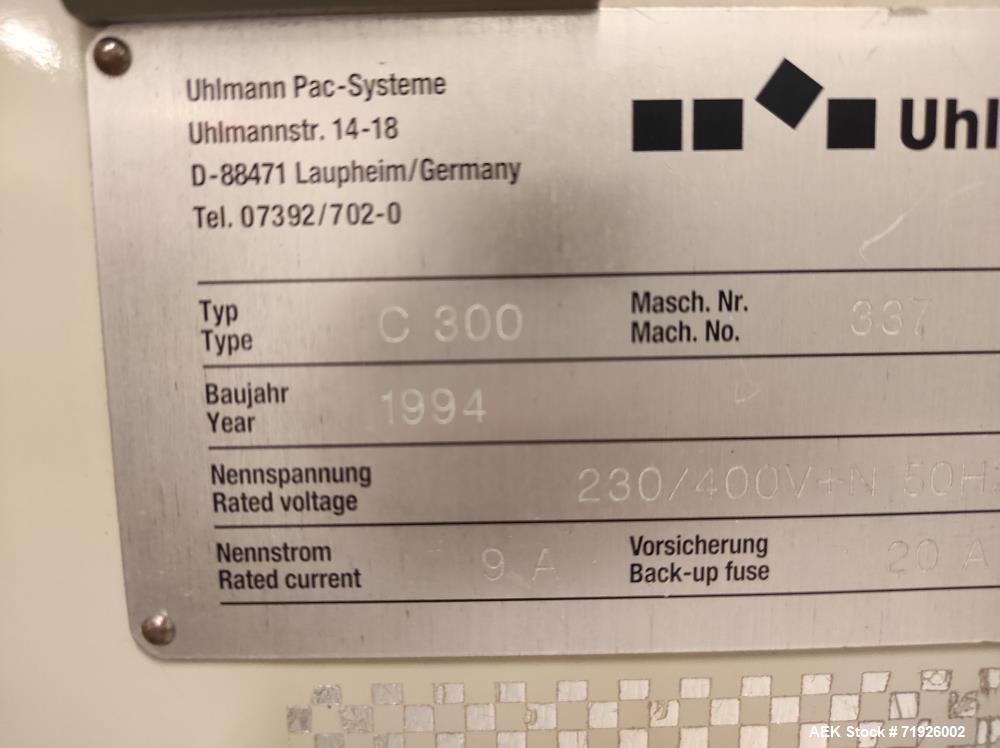 Uhlmann Pac-Systeme
Uhlmannstr. 14-18
D-88471 Laupheim/Germany
Tel. 07392/702-0
Uhl
Typ
Type
C 300
Masch. Nr.
Mach. No.
337
Baujahr
Year
1994
Nennspannung
Rated voltage
230/400V+N 50Hz
Nennstrom
Rated current
9 A
Vorsicherung
Back-up fuse
20 A
AEK Stock # 71926002